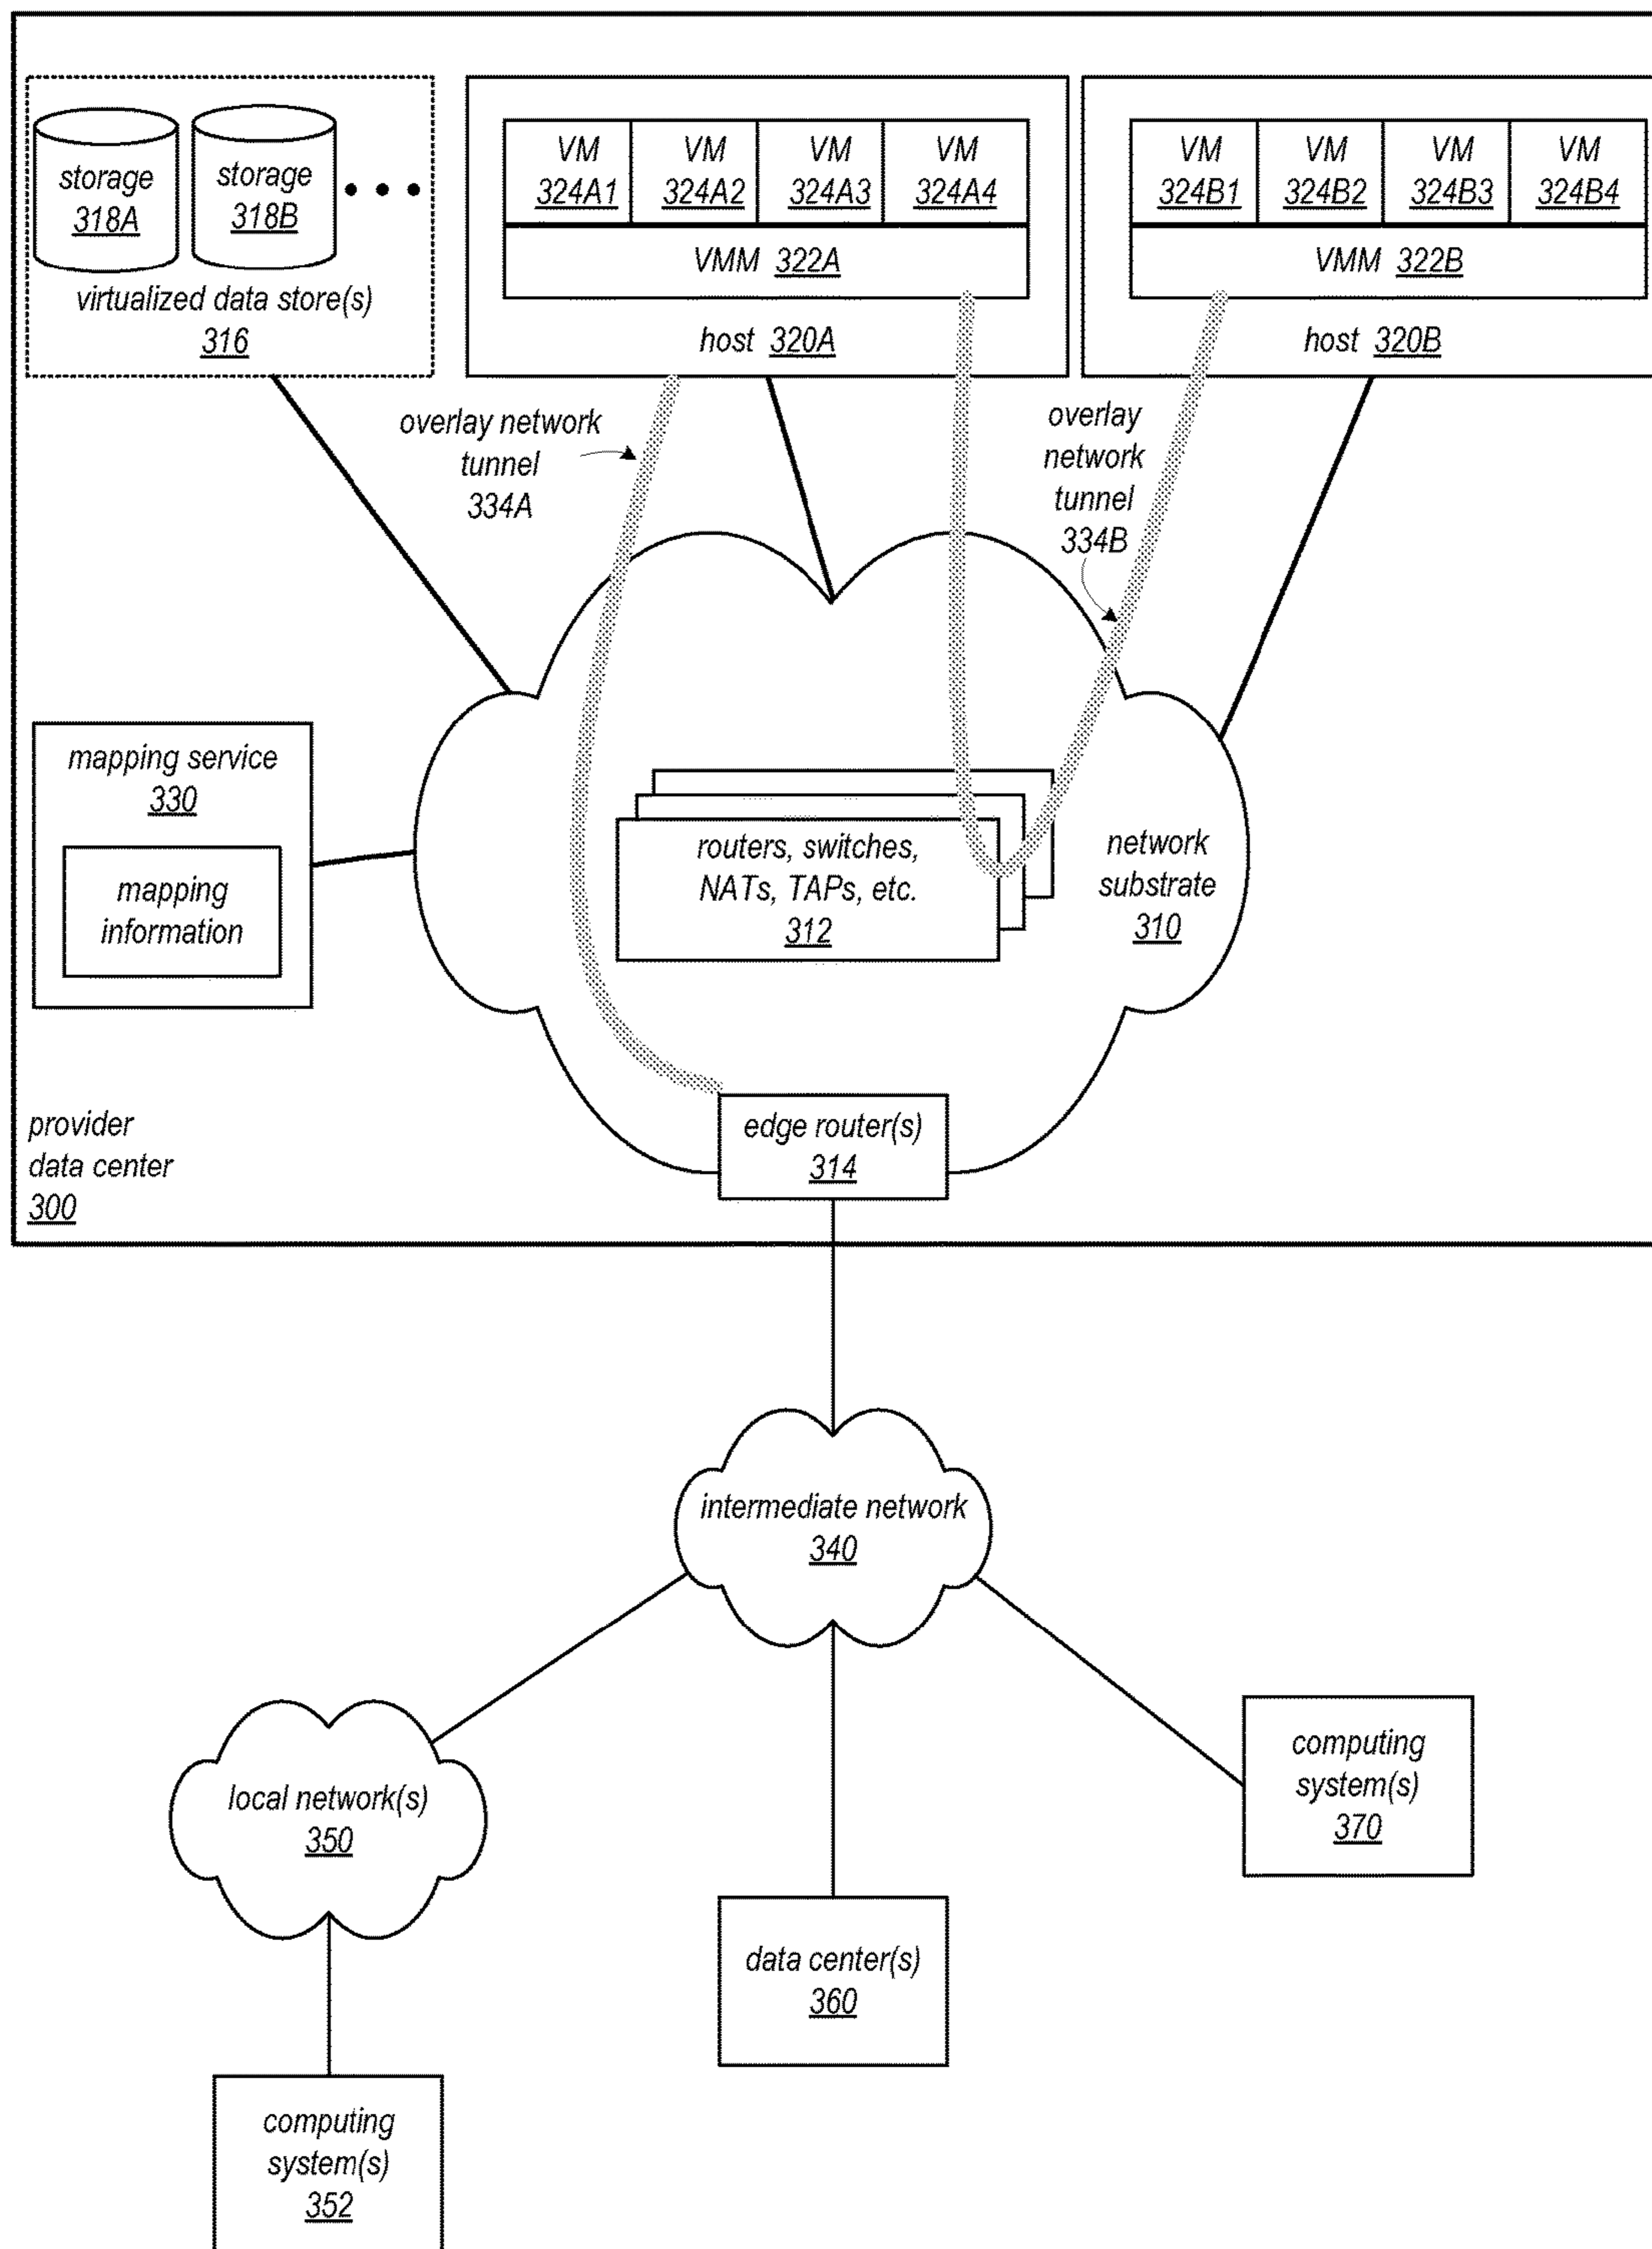 storage
318A
storage
318B
virtualized data store(s)
316
VM
324A1
VM
324A2
VM
324A3
VM
324A4
VMM 322A
host 320A
VM
324B1
VM
324B2
VM
324B3
VM
324B4
VMM 322B
host 320B
overlay network
tunnel
334A
overlay
network
tunnel
334B
mapping service
330
mapping
information
routers, switches,
NATs, TAPs, etc.
312
network
substrate
310
edge router(s)
314
provider
data center
300
intermediate network
340
local network(s)
350
computing
system(s)
370
data center(s)
360
computing
system(s)
352